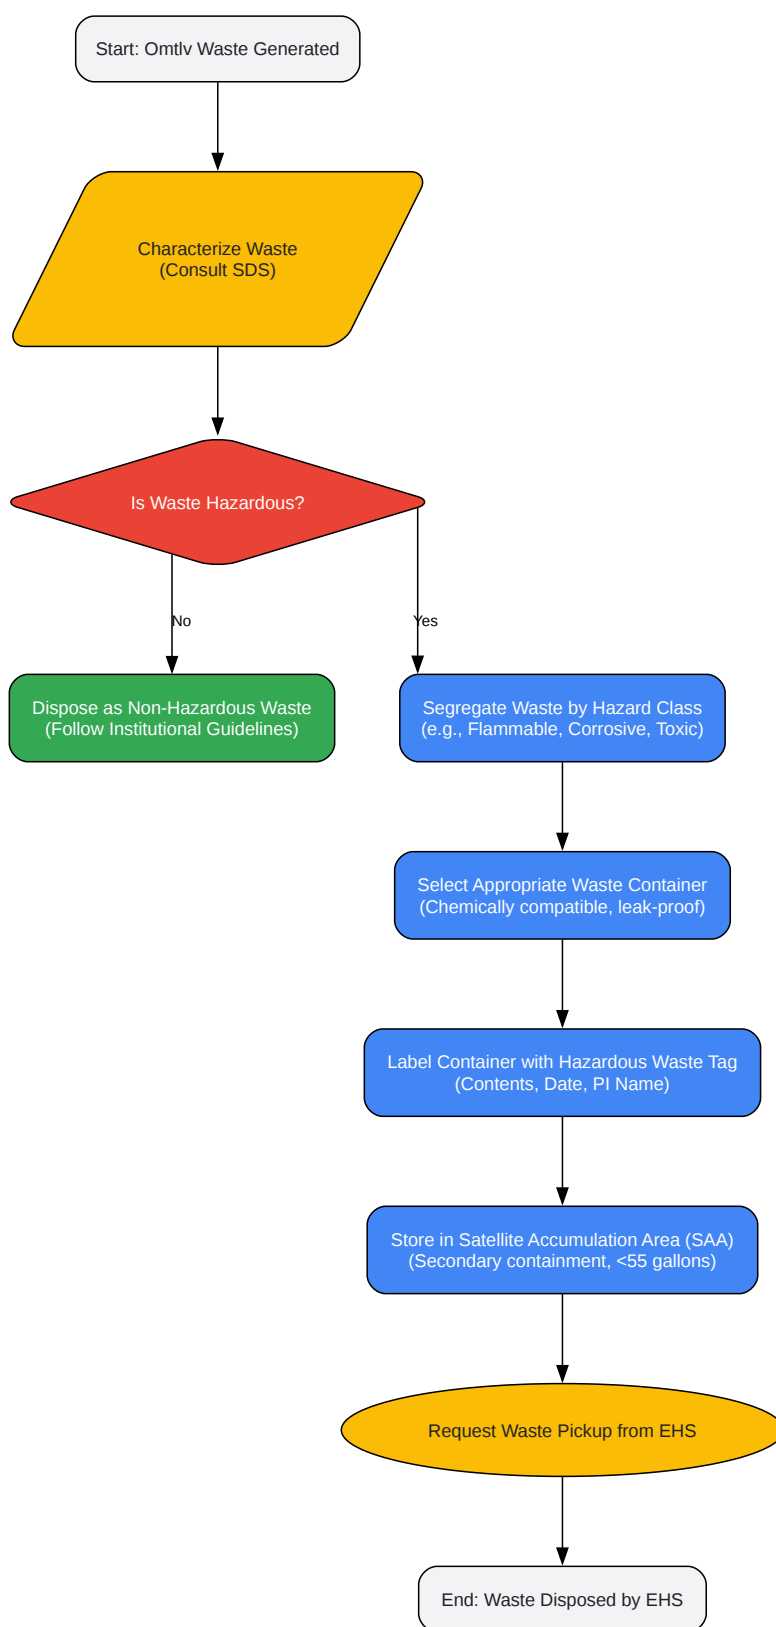 Start: Omtlv Waste Generated
Characterize Waste
(Consult SDS)
Is Waste Hazardous?
No
Yes
Dispose as Non-Hazardous Waste
(Follow Institutional Guidelines)
Segregate Waste by Hazard Class
(e.g., Flammable, Corrosive, Toxic)
Select Appropriate Waste Container
(Chemically compatible, leak-proof)
Label Container with Hazardous Waste Tag
(Contents, Date, PI Name)
Store in Satellite Accumulation Area (SAA)
(Secondary containment, <55 gallons)
Request Waste Pickup from EHS
End: Waste Disposed by EHS